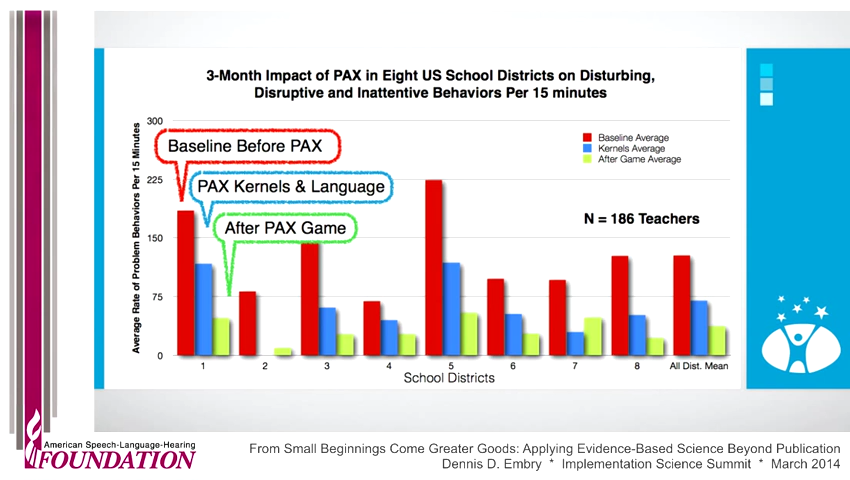 3-Month Impact of PAX in Eight US School Districts on Disturbing,
Disruptive and Inattentive Behaviors Per 15 minutes
Average Rate of Problem Behaviors Per 15 Minutes
300
225
150
75
0
Baseline Before PAX
PAX Kernels & Language
After PAX Game
Baseline Average
Kernels Average
After Game Average
N = 186 Teachers
1 2 3 4 5 6 7 8 All Dist. Mean
School Districts
American Speech-Language-Hearing
FOUNDATION
From Small Beginnings Come Greater Goods: Applying Evidence-Based Science Beyond Publication
Dennis D. Embry * Implementation Science Summit * March 2014